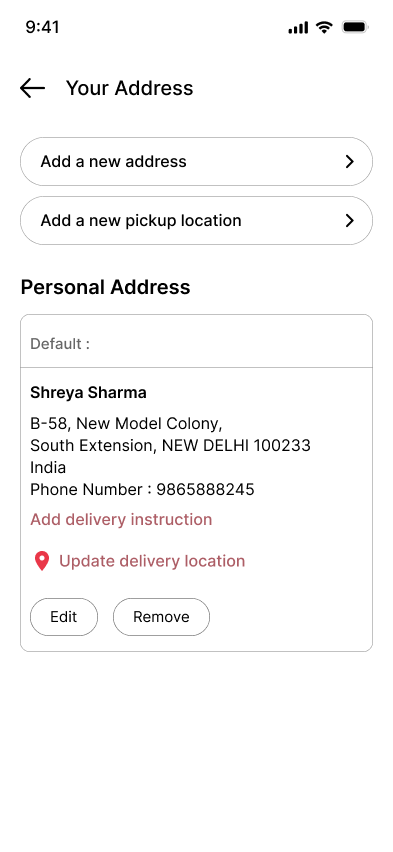 9:41
Your Address
Add a new address
Add a new pickup location
Personal Address
Default :
Shreya Sharma
B-58, New Model Colony,
South Extension, NEW DELHI 100233
India
Phone Number : 9865888245
Add delivery instruction
Update delivery location
Edit
Remove